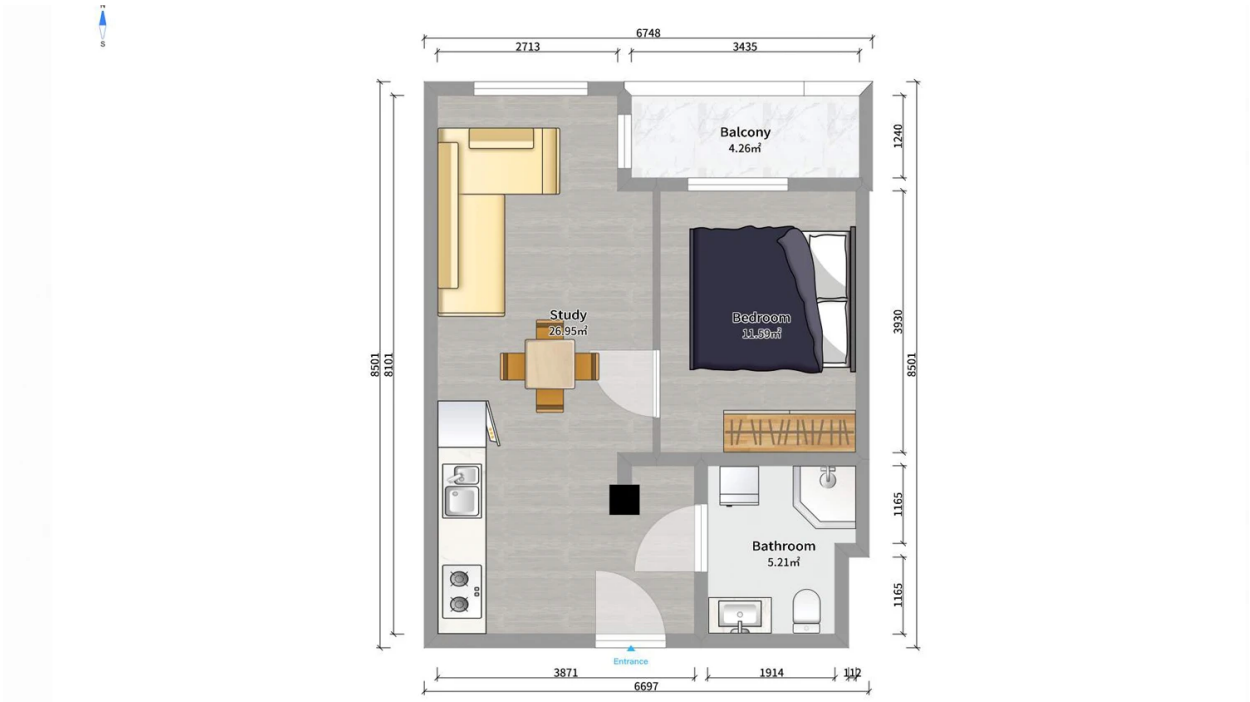 N
S
6748
2713
3435
Balcony
4.26㎡
1240
Study
26.95㎡
Bedroom
11.59㎡
3930
8501
8101
8501
1165
Bathroom
5.21㎡
1165
Entrance
3871
1914
112
6697